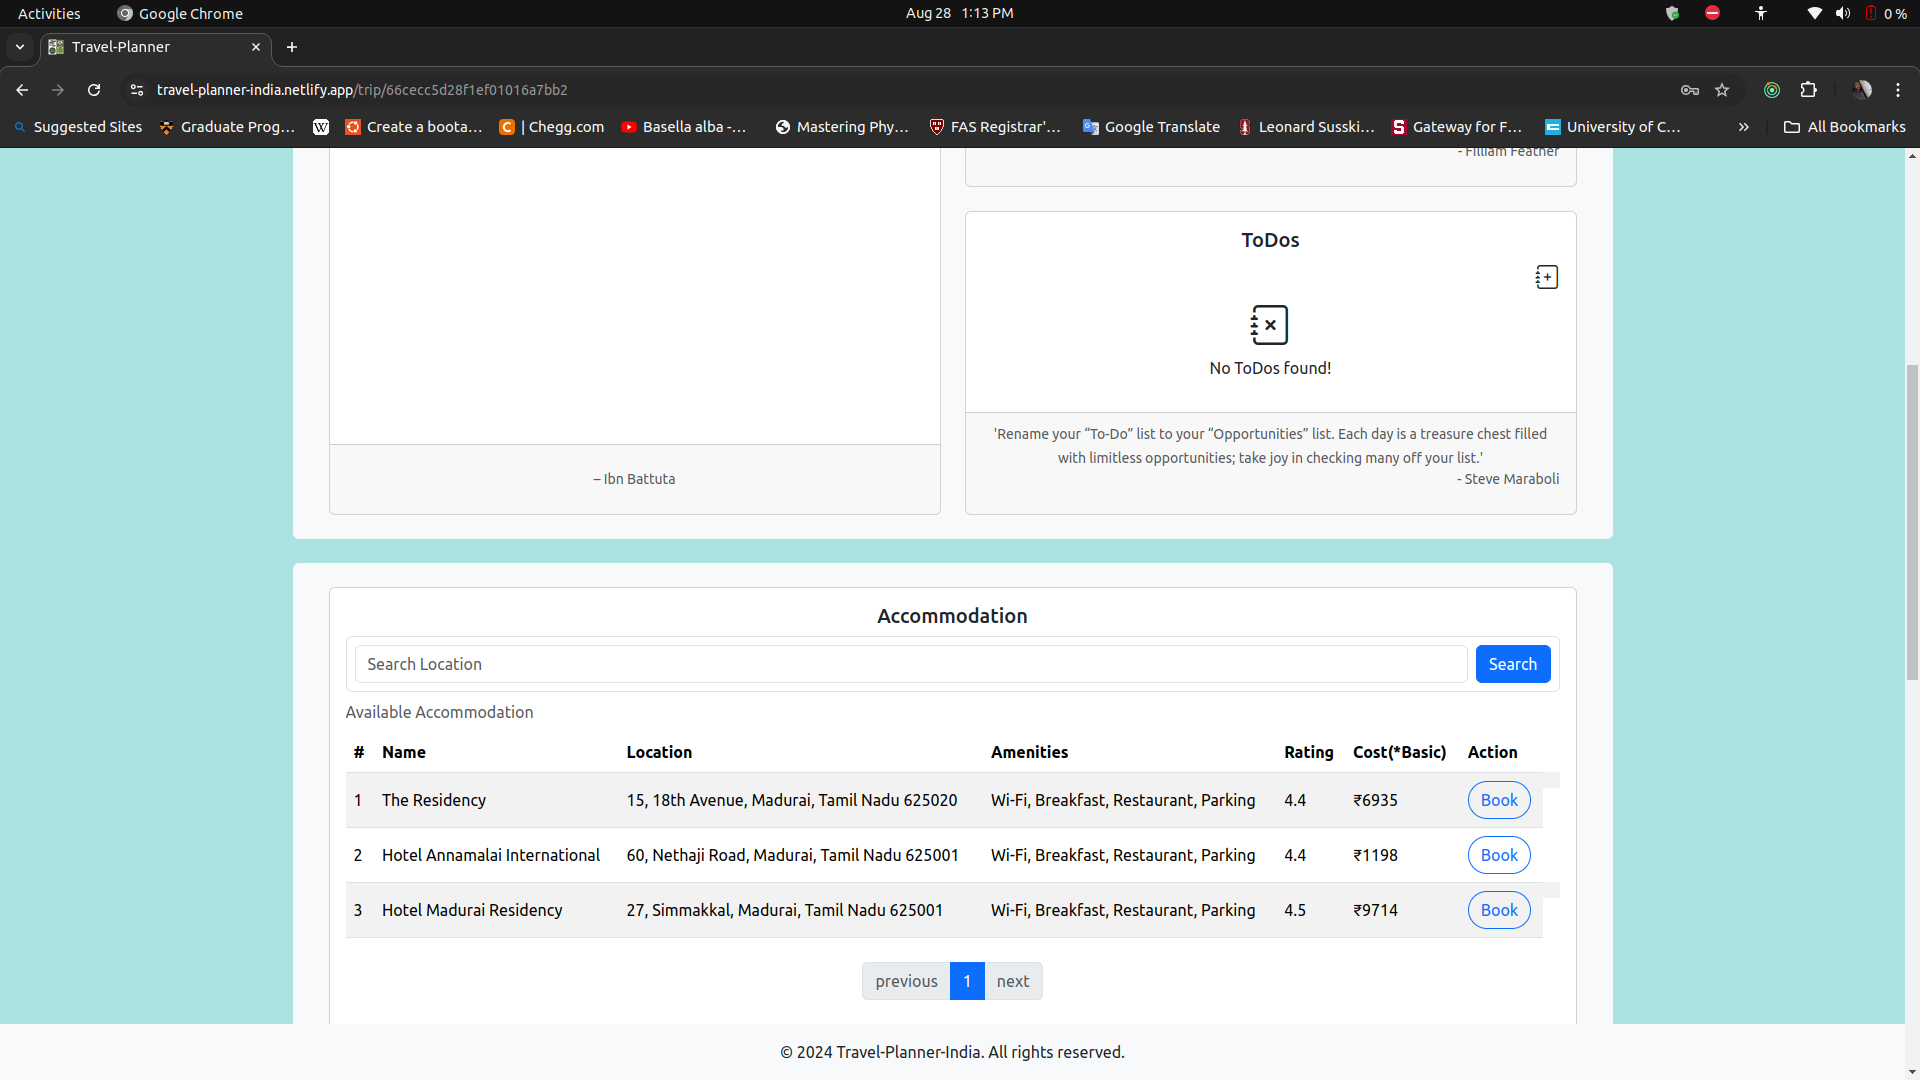 Activities Google Chrome Aug 28 1:13 PM 0 %
Travel-Planner
travel-planner-india.netlify.app/trip/66cecc5d28f1ef01016a7bb2
Suggested Sites Graduate Prog... Create a boota... | Chegg.com Basella alba -... Mastering Phy... FAS Registrar'... Google Translate Leonard Susski... Gateway for F... University of C... » All Bookmarks
- Filliam Feather
ToDos
No ToDos found!
'Rename your “To-Do” list to your “Opportunities” list. Each day is a treasure chest filled
with limitless opportunities; take joy in checking many off your list.'
- Steve Maraboli
– Ibn Battuta
Accommodation
Search Location Search
Available Accommodation
# Name Location Amenities Rating Cost(*Basic) Action
1 The Residency 15, 18th Avenue, Madurai, Tamil Nadu 625020 Wi-Fi, Breakfast, Restaurant, Parking 4.4 ₹6935 Book
2 Hotel Annamalai International 60, Nethaji Road, Madurai, Tamil Nadu 625001 Wi-Fi, Breakfast, Restaurant, Parking 4.4 ₹1198 Book
3 Hotel Madurai Residency 27, Simmakkal, Madurai, Tamil Nadu 625001 Wi-Fi, Breakfast, Restaurant, Parking 4.5 ₹9714 Book
previous 1 next
© 2024 Travel-Planner-India. All rights reserved.